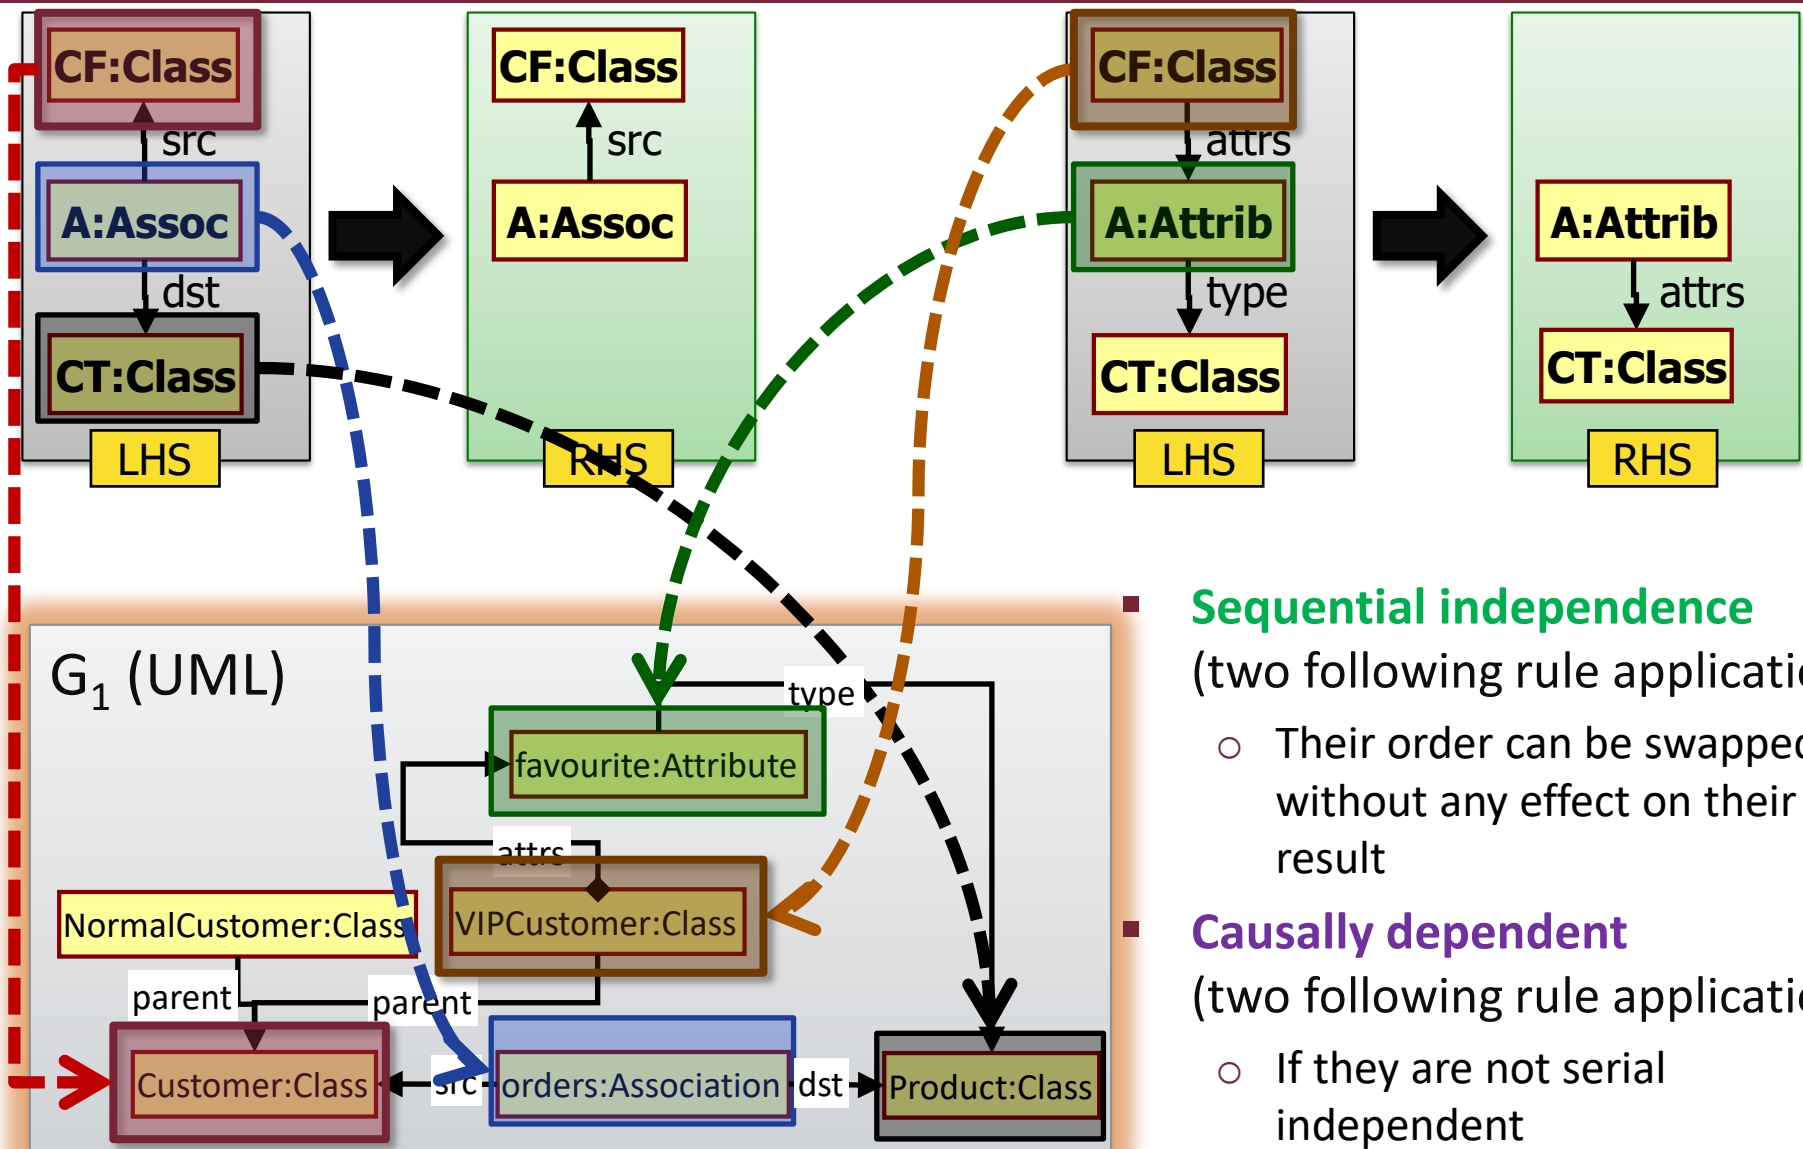 CF:Class
src
A:Assoc
dst
CT:Class
LHS
CF:Class
src
A:Assoc
RHS
CF:Class
attrs
A:Attrib
type
CT:Class
LHS
A:Attrib
attrs
CT:Class
RHS
G1 (UML)
type
favourite:Attribute
attrs
NormalCustomer:Class
VIPCustomer:Class
parent
parent
Customer:Class
src
orders:Association
dst
Product:Class
Sequential independence
(two following rule applicatio
Their order can be swapped
without any effect on their
result
Causally dependent
(two following rule applicatio
If they are not serial
independent